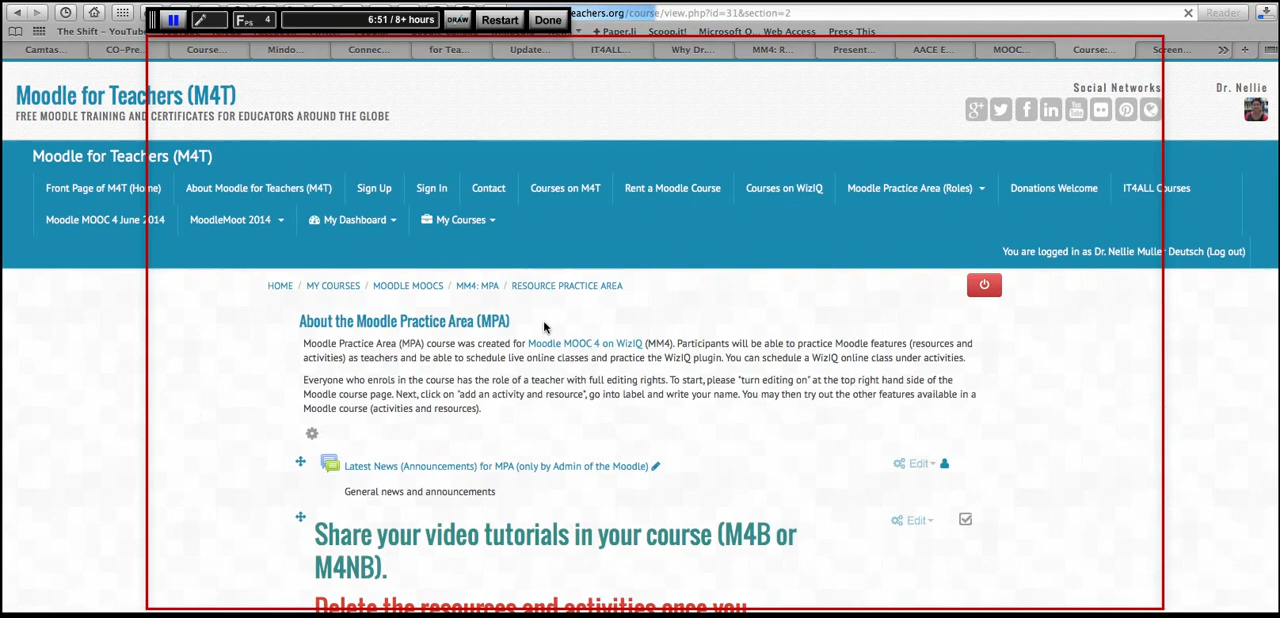 FPS 4 6:51 / 8+ hours DRAW Restart Done
eachers.org/course/view.php?id=31&section=2 Reader
The Shift – YouTub
+ Paper.li Scoop.it! Microsoft O... Web Access Press This
Camtas... CO-Pre... Course... Mindo... Connec... for Tea... Update... IT4ALL... Why Dr.... MM4: R... Present... AACE E... MOOC... Course:... Screen...
Moodle for Teachers (M4T)
FREE MOODLE TRAINING AND CERTIFICATES FOR EDUCATORS AROUND THE GLOBE
Social Networks
Dr. Nellie
Moodle for Teachers (M4T)
Front Page of M4T (Home) About Moodle for Teachers (M4T) Sign Up Sign In Contact Courses on M4T Rent a Moodle Course Courses on WizIQ Moodle Practice Area (Roles) Donations Welcome IT4ALL Courses
Moodle MOOC 4 June 2014 MoodleMoot 2014 My Dashboard My Courses
You are logged in as Dr. Nellie Muller Deutsch (Log out)
HOME / MY COURSES / MOODLE MOOCS / MM4: MPA / RESOURCE PRACTICE AREA
About the Moodle Practice Area (MPA)
Moodle Practice Area (MPA) course was created for Moodle MOOC 4 on WizIQ (MM4). Participants will be able to practice Moodle features (resources and
activities) as teachers and be able to schedule live online classes and practice the WizIQ plugin. You can schedule a WizIQ online class under activities.
Everyone who enrols in the course has the role of a teacher with full editing rights. To start, please "turn editing on" at the top right hand side of the
Moodle course page. Next, click on "add an activity and resource", go into label and write your name. You may then try out the other features available in a
Moodle course (activities and resources).
Latest News (Announcements) for MPA (only by Admin of the Moodle) Edit
General news and announcements
Edit
Share your video tutorials in your course (M4B or
M4NB).
Delete the resources and activities once you